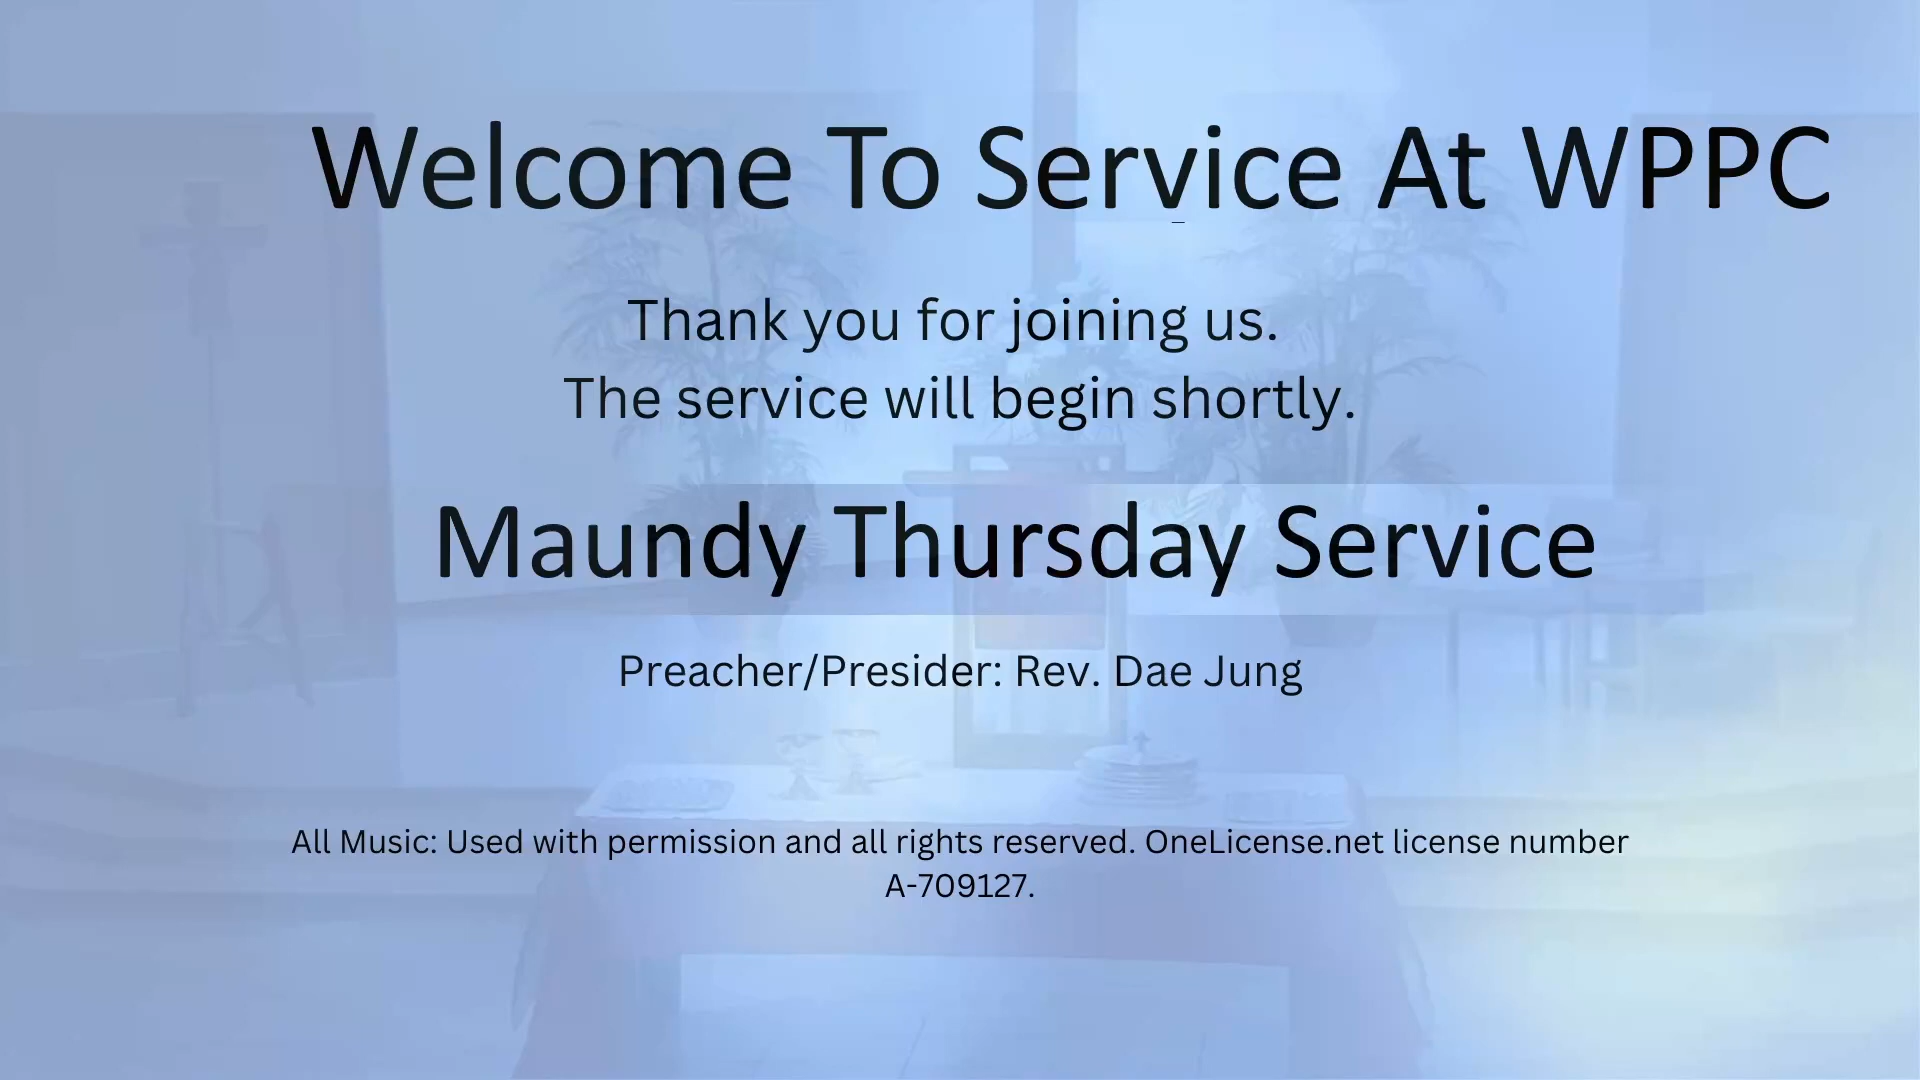 Welcome To Service At WPPC
Thank you for joining us.
The service will begin shortly.
Maundy Thursday Service
Preacher/Presider: Rev. Dae Jung
All Music: Used with permission and all rights reserved. OneLicense.net license number
A-709127.